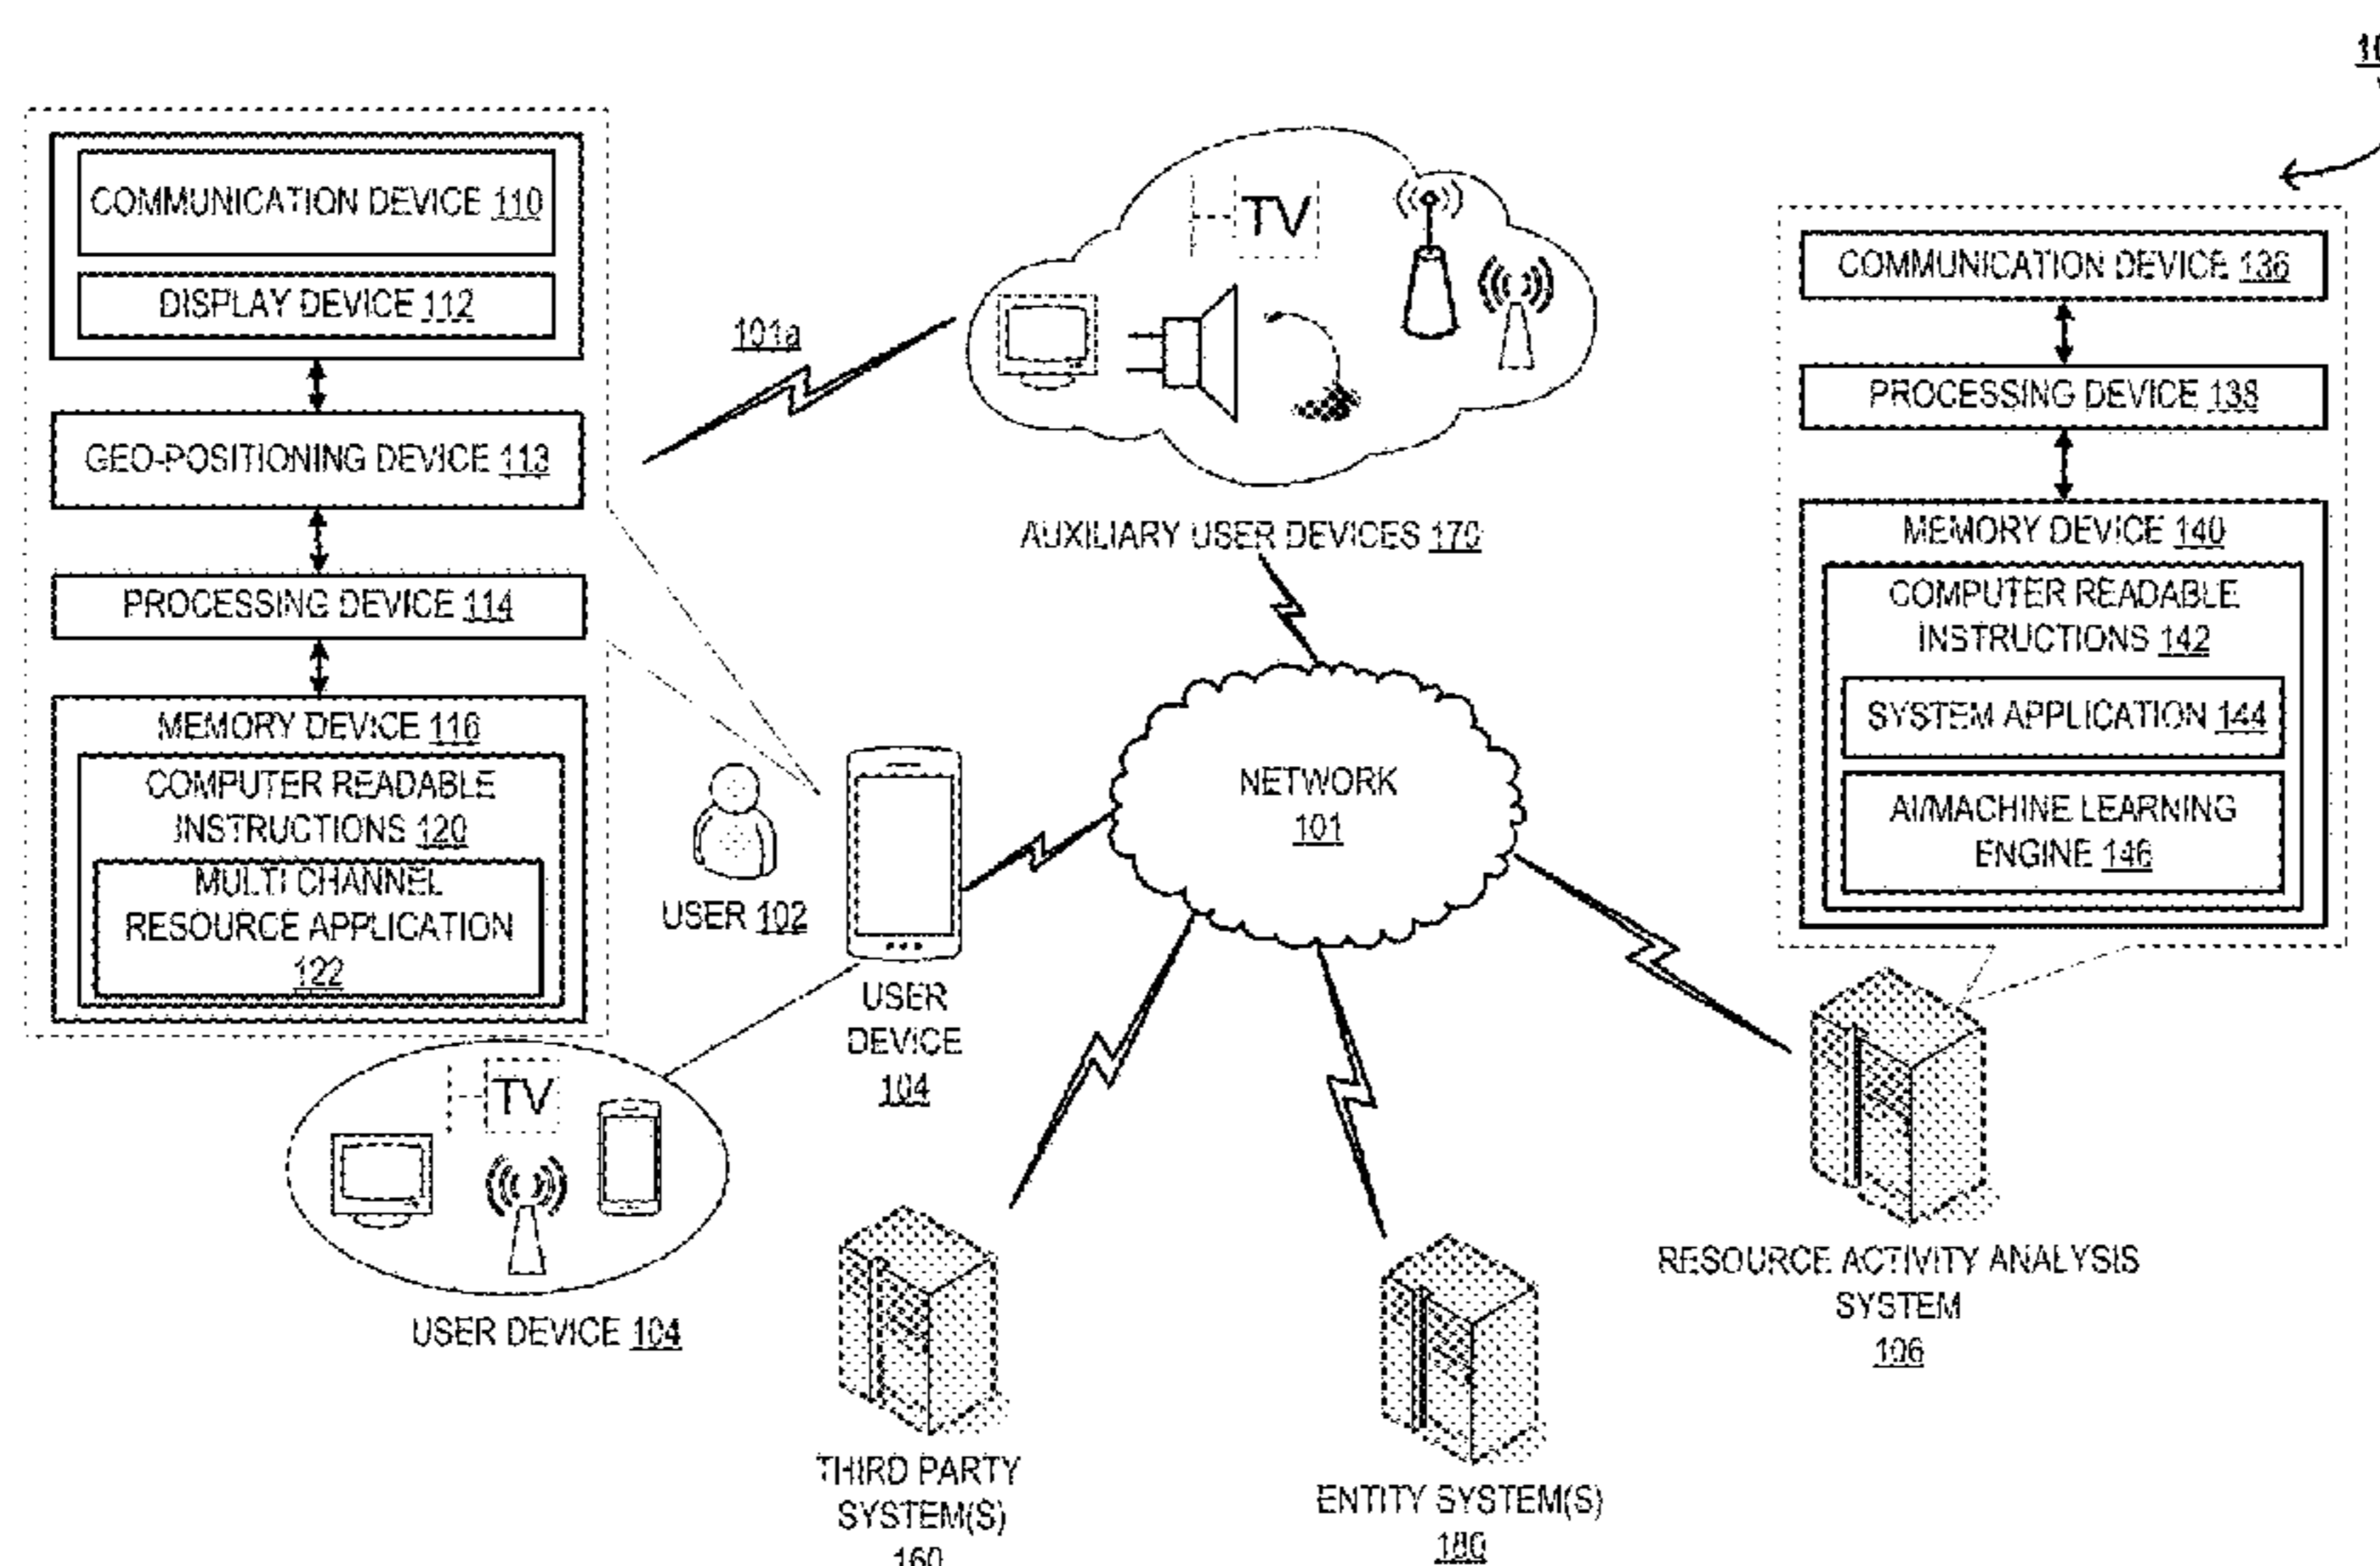 COMMUNICATION DEVICE 110
DISPLAY DEVICE 112
GEO-POSITIONING DEVICE 113
PROCESSING DEVICE 114
MEMORY DEVICE 116
COMPUTER READABLE
INSTRUCTIONS 120
MULTI CHANNEL
RESOURCE APPLICATION
122
101a
TV
AUXILIARY USER DEVICES 170
COMMUNICATION DEVICE 136
PROCESSING DEVICE 138
MEMORY DEVICE 140
COMPUTER READABLE
INSTRUCTIONS 142
SYSTEM APPLICATION 144
AI/MACHINE LEARNING
ENGINE 146
NETWORK
101
USER 102
USER
DEVICE
104
TV
USER DEVICE 104
THIRD PARTY
SYSTEM(S)
160
ENTITY SYSTEM(S)
180
RESOURCE ACTIVITY ANALYSIS
SYSTEM
106